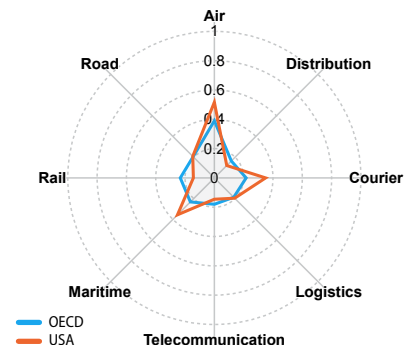 Air
1
Road
Distribution
0.8
0.6
0.4
0.2
Rail
0
Courier
Maritime
Logistics
OECD
USA
Telecommunication